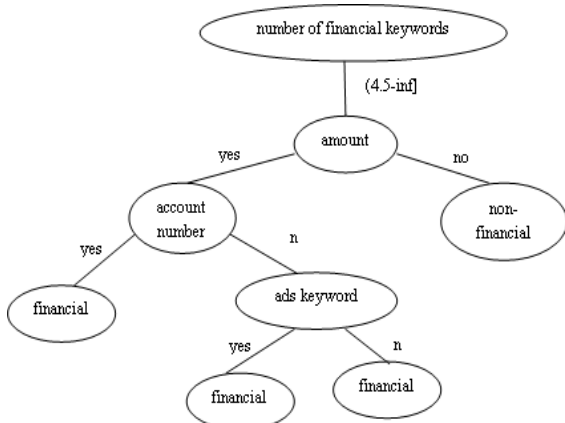 number of financial keywords
(4.5-inf]
amount
yes
no
account
number
non-
financial
yes
n
financial
ads keyword
yes
n
financial
financial